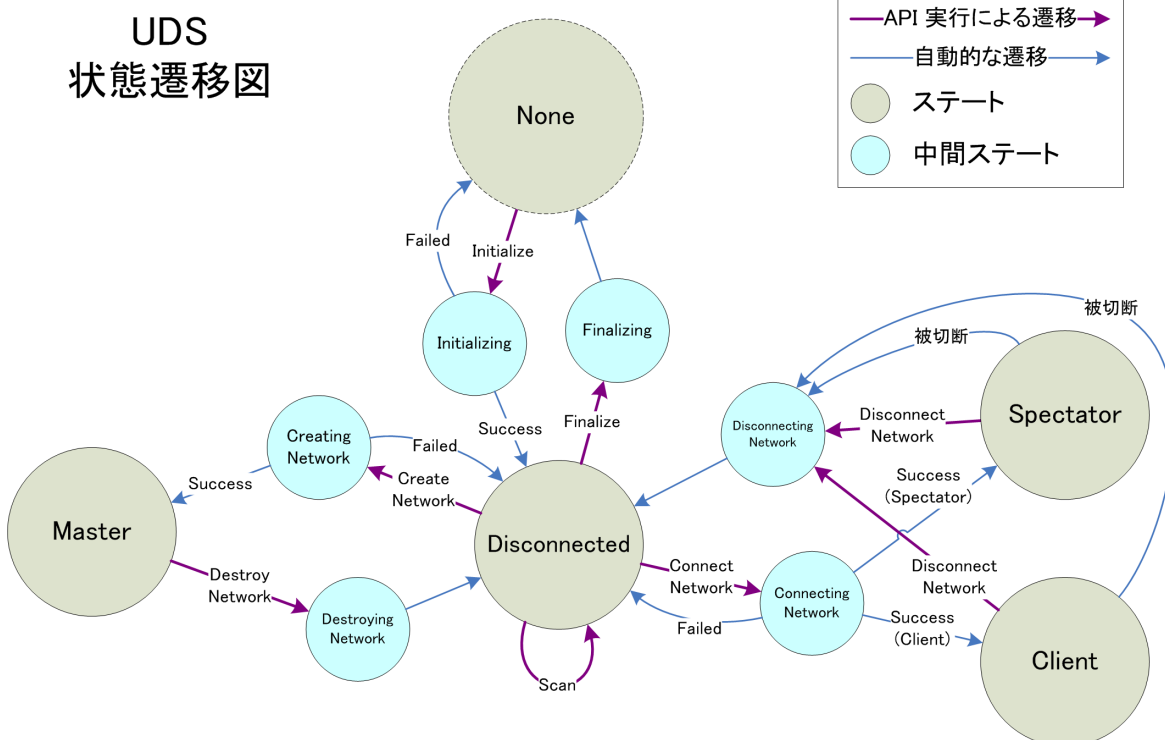 UDS
状態遷移図
API 実行による遷移
自動的な遷移
ステート
中間ステート
None
Failed
Initialize
Initializing
Finalizing
被切断
被切断
Success
Finalize
Creating
Network
Failed
Create
Network
Success
Master
Disconnected
Disconnecting
Network
Disconnect
Network
Spectator
Success
(Spectator)
Destroy
Network
Destroying
Network
Connect
Network
Connecting
Network
Disconnect
Network
Failed
Success
(Client)
Client
Scan